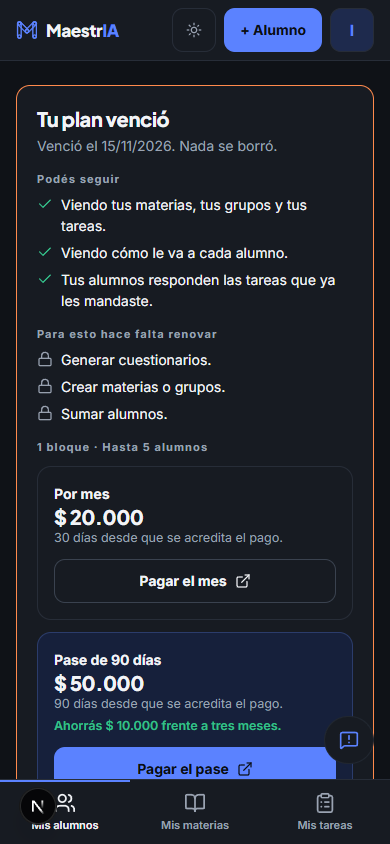 MaestrIA
+ Alumno
I
Tu plan venció
Venció el 15/11/2026. Nada se borró.
Podés seguir
Viendo tus materias, tus grupos y tus
tareas.
Viendo cómo le va a cada alumno.
Tus alumnos responden las tareas que ya
les mandaste.
Para esto hace falta renovar
Generar cuestionarios.
Crear materias o grupos.
Sumar alumnos.
1 bloque · Hasta 5 alumnos
Por mes
$ 20.000
30 días desde que se acredita el pago.
Pagar el mes
Pase de 90 días
$ 50.000
90 días desde que se acredita el pago.
Ahorrás $ 10.000 frente a tres meses.
Pagar el pase
N
Mis alumnos
Mis materias
Mis tareas